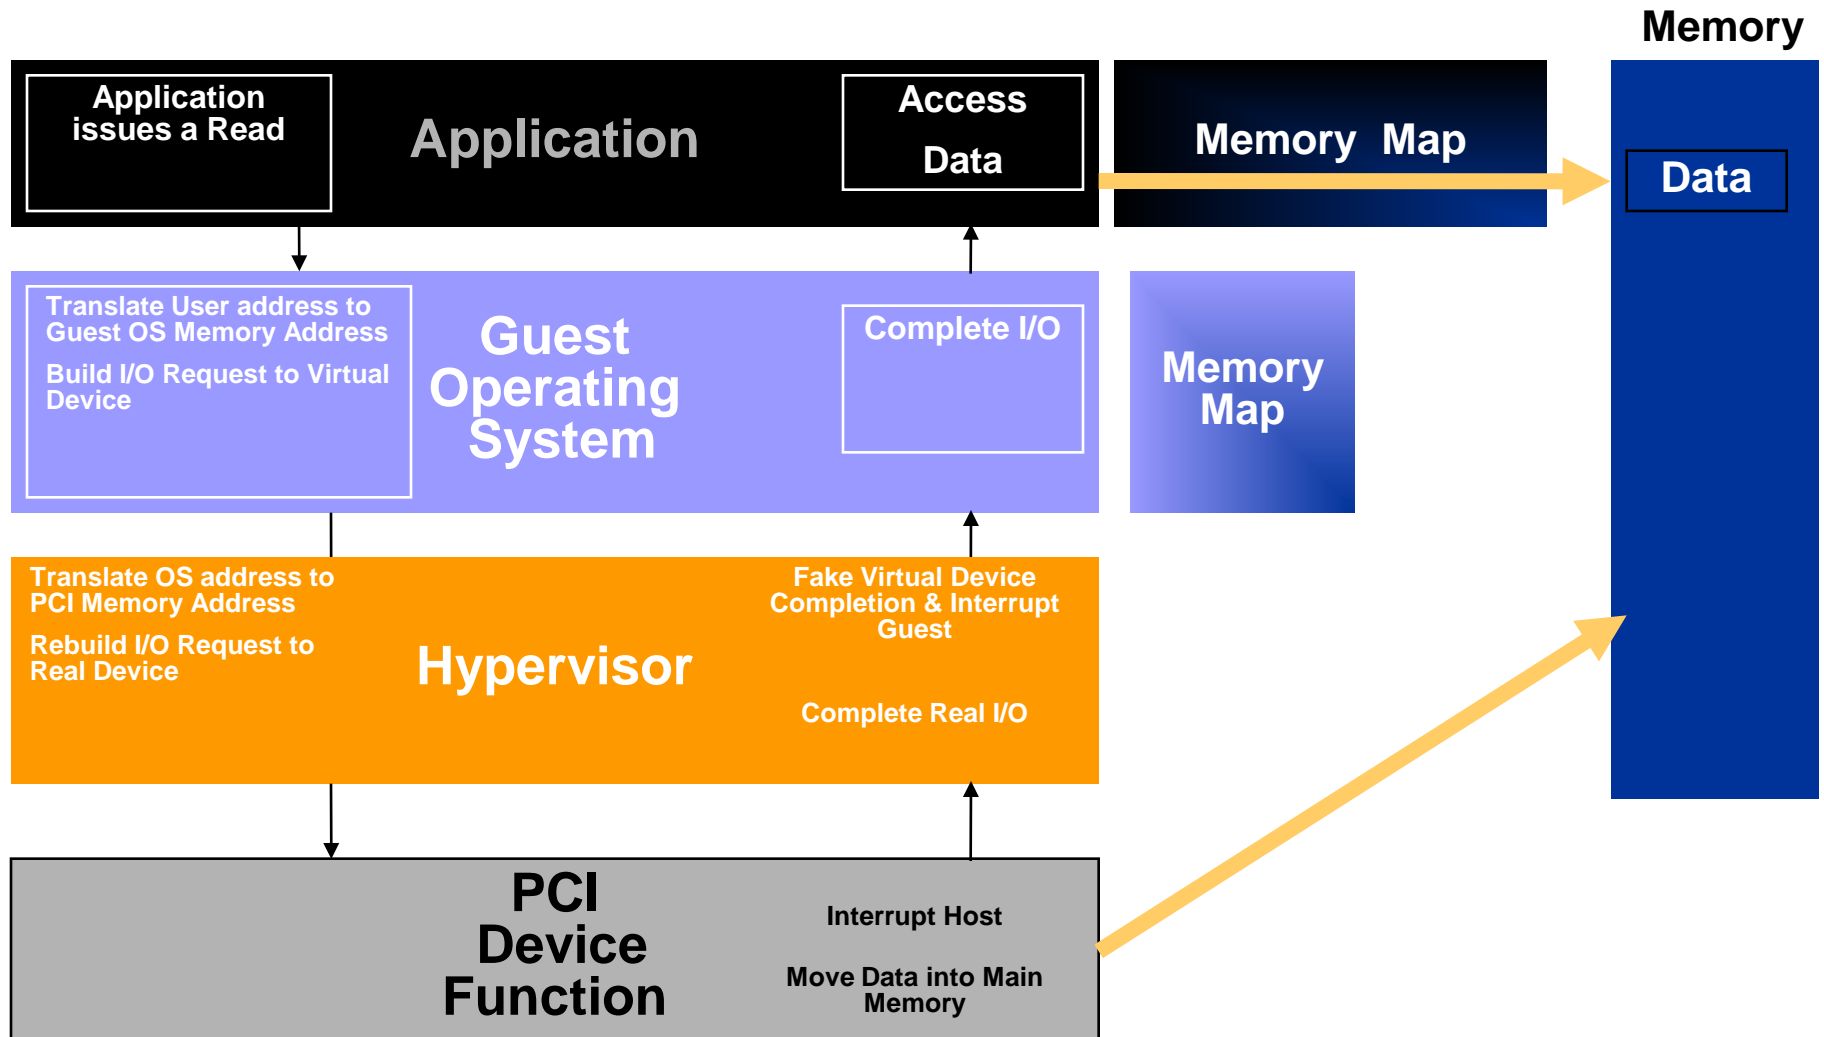 Memory
Application
issues a Read
Application
Access
Data
Memory Map
Data
Translate User address to
Guest OS Memory Address
Build I/O Request to Virtual
Device
Guest
Operating
System
Complete I/O
Memory
Map
Translate OS address to
PCI Memory Address
Rebuild I/O Request to
Real Device
Hypervisor
Fake Virtual Device
Completion & Interrupt
Guest
Complete Real I/O
PCI
Device
Function
Interrupt Host
Move Data into Main
Memory